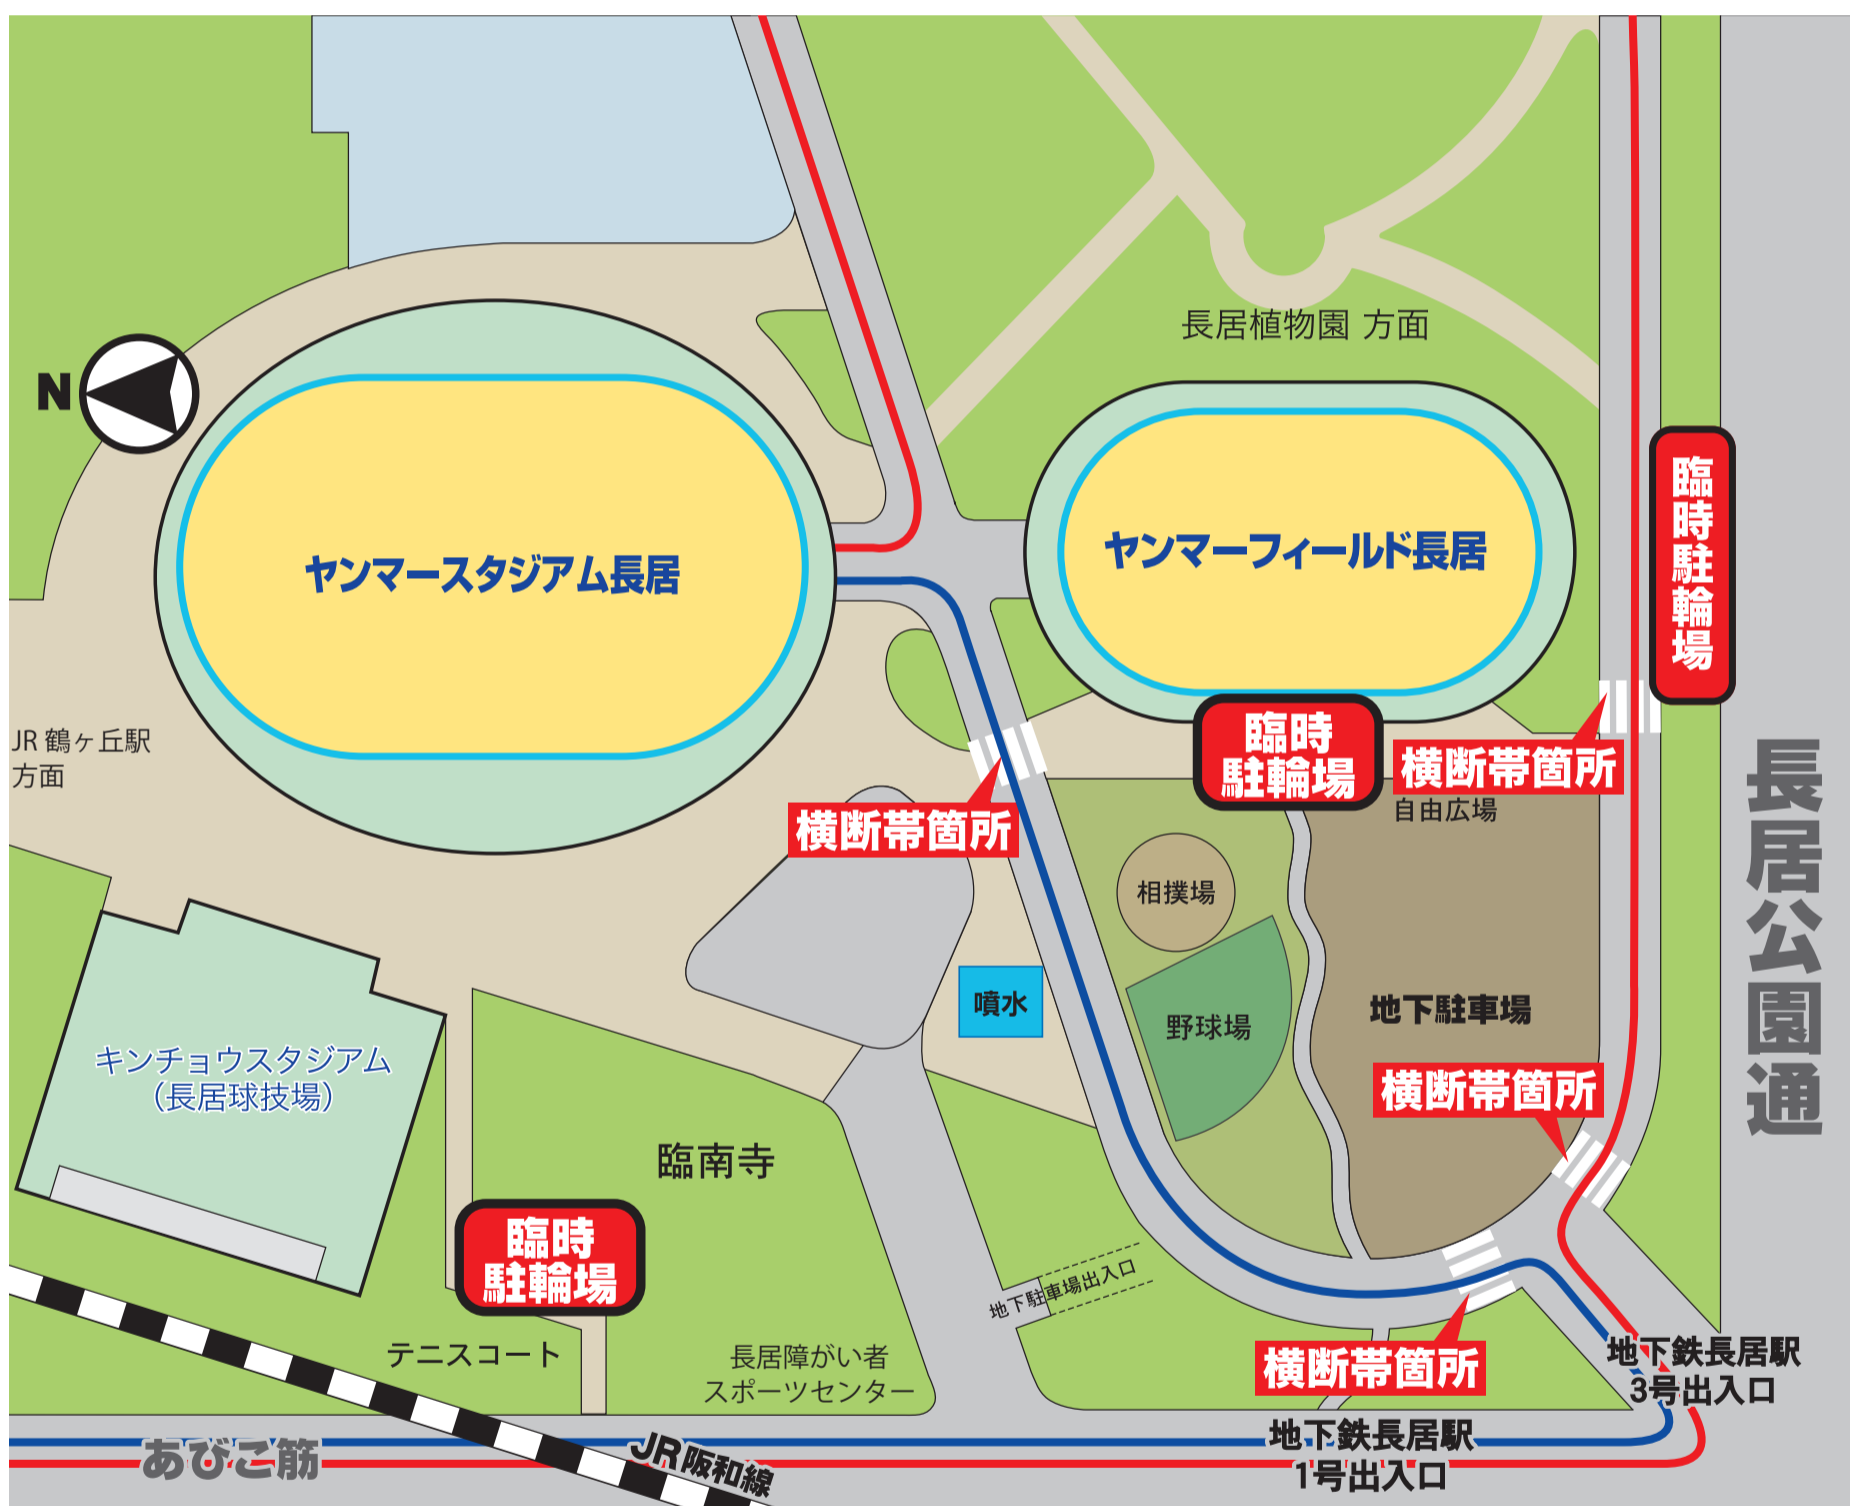 長居植物園 方面
N
ヤンマースタジアム長居
ヤンマーフィールド長居
臨時駐輪場
JR 鶴ヶ丘駅
方面
臨時
駐輪場
横断帯箇所
自由広場
横断帯箇所
長居公園通
相撲場
噴水
野球場
地下駐車場
キンチョウスタジアム
（長居球技場）
横断帯箇所
臨南寺
臨時
駐輪場
地下駐車場出入口
テニスコート
長居障がい者
スポーツセンター
横断帯箇所
地下鉄長居駅
3号出入口
あびこ筋
JR阪和線
地下鉄長居駅
1号出入口